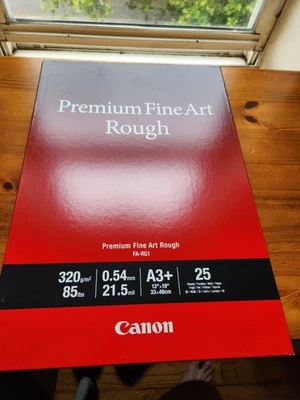 Premium Fine Art
Rough
Premium Fine Art Rough
FA-RG1
320g/m² 0.54mm A3+ 25
85lbs 21.5mil 13"×19"
33×48cm
Canon